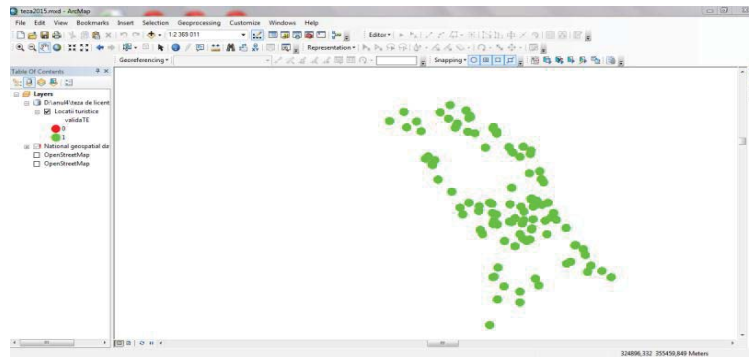 teza2015.mxd - ArcMap
File Edit View Bookmarks Insert Selection Geoprocessing Customize Windows Help
1:2 365 011
Editor
Representation
Georeferencing
Snapping
Table Of Contents
Layers
D:\anul4\teza de licent
Locatii turistice
validaTE
0
1
National geospatial da
OpenStreetMap
OpenStreetMap
324896,332 355459,849 Meters